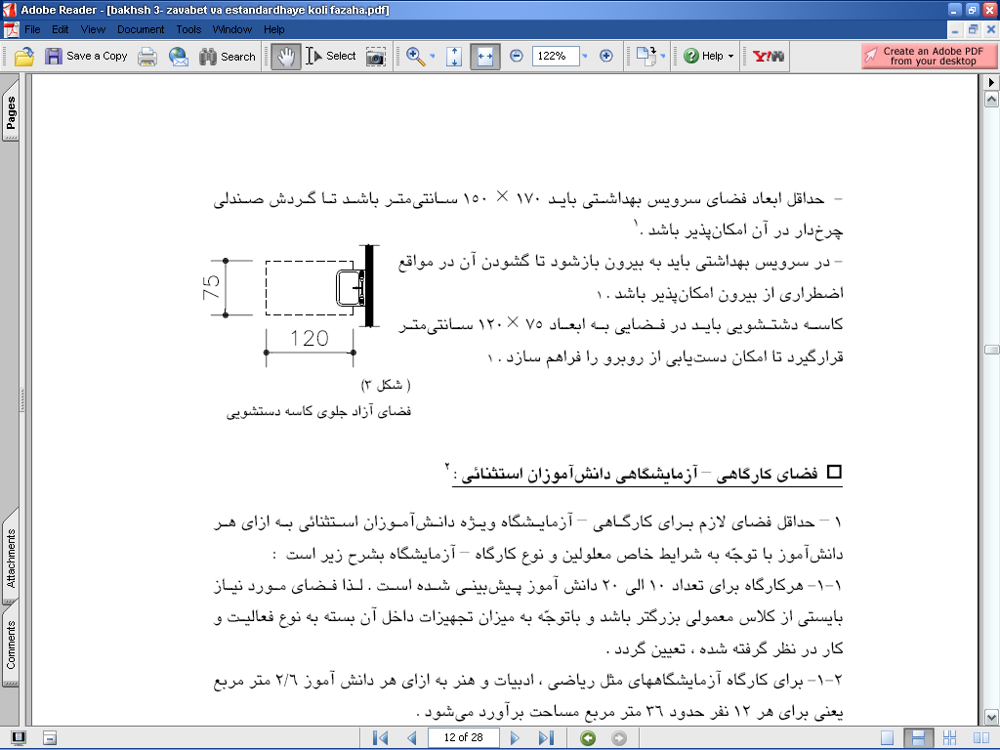 Adobe Reader - [bakhsh 3- zavabet va estandardhaye koli fazaha.pdf]
File Edit View Document Tools Window Help
Save a Copy Search Select 122% Help Y! Create an Adobe PDF from your desktop
Pages
- حداقل ابعاد فضای سرویس بهداشتی باید ۱۷۰ × ۱۵۰ سانتی‌متر باشد تا گردش صندلی
چرخ‌دار در آن امکان‌پذیر باشد .۱
- در سرویس بهداشتی باید به بیرون بازشود تا گشودن آن در مواقع
اضطراری از بیرون امکان‌پذیر باشد . ۱
کاسه دشتشویی باید در فضایی به ابعاد ۷۵ ×۱۲۰ سانتی‌متر
قرارگیرد تا امکان دست‌یابی از روبرو را فراهم سازد . ۱
75
120
( شکل ۳)
فضای آزاد جلوی کاسه دستشویی
فضای کارگاهی – آزمایشگاهی دانش‌آموزان استثنائی :۲
۱ – حداقل فضای لازم برای کارگاهی – آزمایشگاه ویژه دانش‌آموزان استثنائی به ازای هر
دانش‌آموز با توجّه به شرایط خاص معلولین و نوع کارگاه – آزمایشگاه بشرح زیر است :
۱-۱- هرکارگاه برای تعداد ۱۰ الی ۲۰ دانش آموز پیش‌بینی شده است . لذا فضای مورد نیاز
بایستی از کلاس معمولی بزرگتر باشد و باتوجّه به میزان تجهیزات داخل آن بسته به نوع فعالیت و
کار در نظر گرفته شده ، تعیین گردد .
۱-۲- برای کارگاه آزمایشگاههای مثل ریاضی ، ادبیات و هنر به ازای هر دانش آموز ۲/۶ متر مربع
یعنی برای هر ۱۲ نفر حدود ۳۶ متر مربع مساحت برآورد می‌شود .
Attachments
Comments
12 of 28